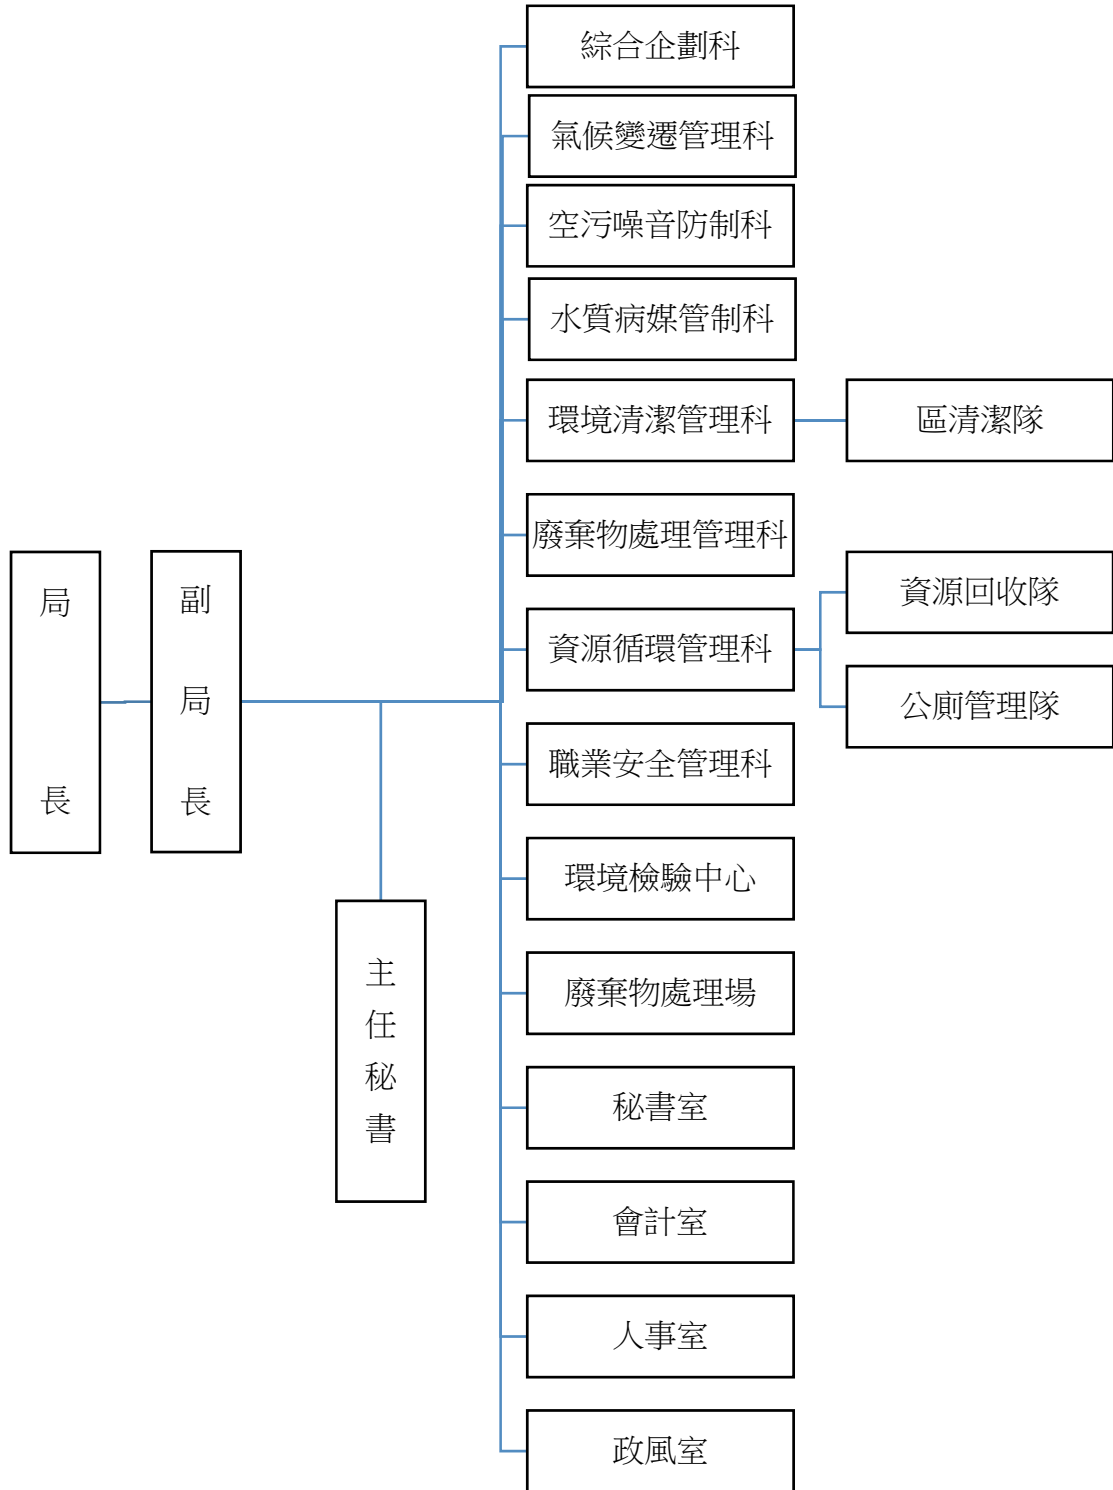 局長
副局長
主任秘書
綜合企劃科
氣候變遷管理科
空污噪音防制科
水質病媒管制科
環境清潔管理科
區清潔隊
廢棄物處理管理科
資源循環管理科
資源回收隊
公廁管理隊
職業安全管理科
環境檢驗中心
廢棄物處理場
秘書室
會計室
人事室
政風室